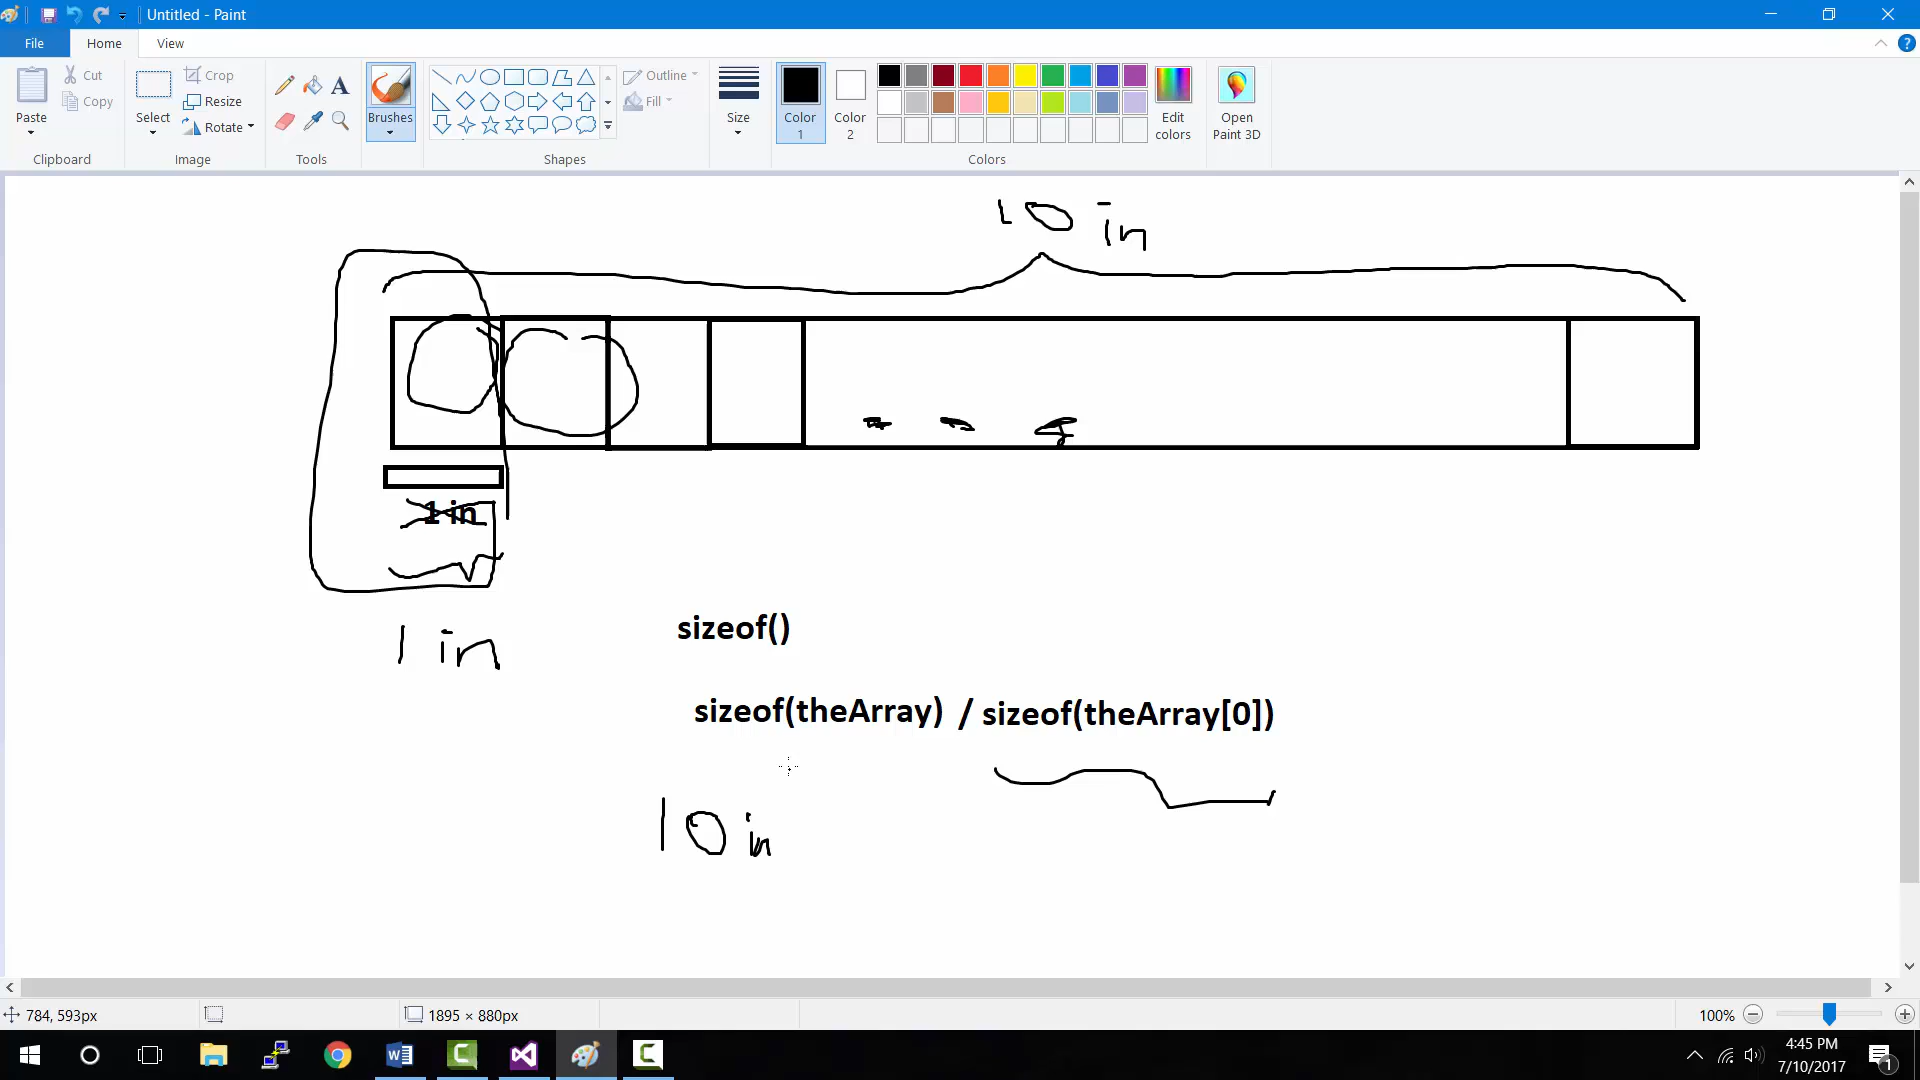 Untitled - Paint
File Home View
Paste Cut Copy Clipboard
Select Crop Resize Rotate Image
Tools
Brushes
Outline Fill Shapes
Size
Color 1 Color 2 Edit colors Colors
Open Paint 3D
10 in
1 in
1 in
sizeof()
sizeof(theArray) / sizeof(theArray[0])
10 in
784, 593px 1895 × 880px 100%
4:45 PM
7/10/2017
1